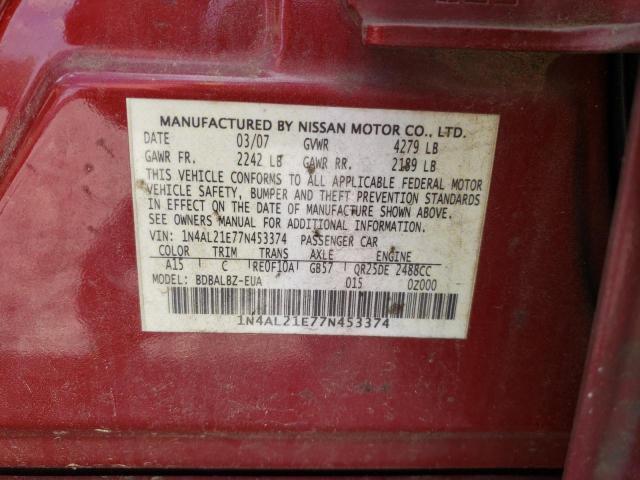 MANUFACTURED BY NISSAN MOTOR CO., LTD.
DATE 03/07 GVWR 4279 LB
GAWR FR. 2242 LB GAWR RR. 2189 LB
THIS VEHICLE CONFORMS TO ALL APPLICABLE FEDERAL MOTOR
VEHICLE SAFETY, BUMPER AND THEFT PREVENTION STANDARDS
IN EFFECT ON THE DATE OF MANUFACTURE SHOWN ABOVE.
SEE OWNERS MANUAL FOR ADDITIONAL INFORMATION.
VIN: 1N4AL21E77N453374 PASSENGER CAR
COLOR TRIM TRANS AXLE ENGINE
A15 C RE0F10A GB57 QR25DE 2488CC
MODEL: BDBALBZ-EUA 015 0Z000
1N4AL21E77N453374